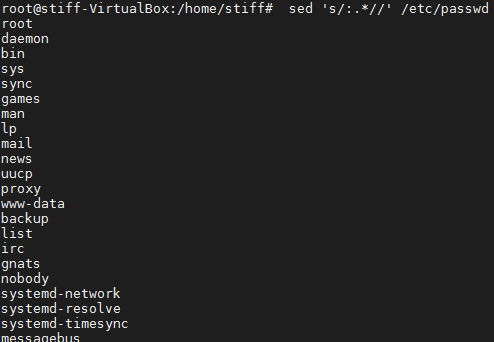 root@stiff-VirtualBox:/home/stiff#  sed 's/:.*//' /etc/passwd
root
daemon
bin
sys
sync
games
man
lp
mail
news
uucp
proxy
www-data
backup
list
irc
gnats
nobody
systemd-network
systemd-resolve
systemd-timesync
messagebus